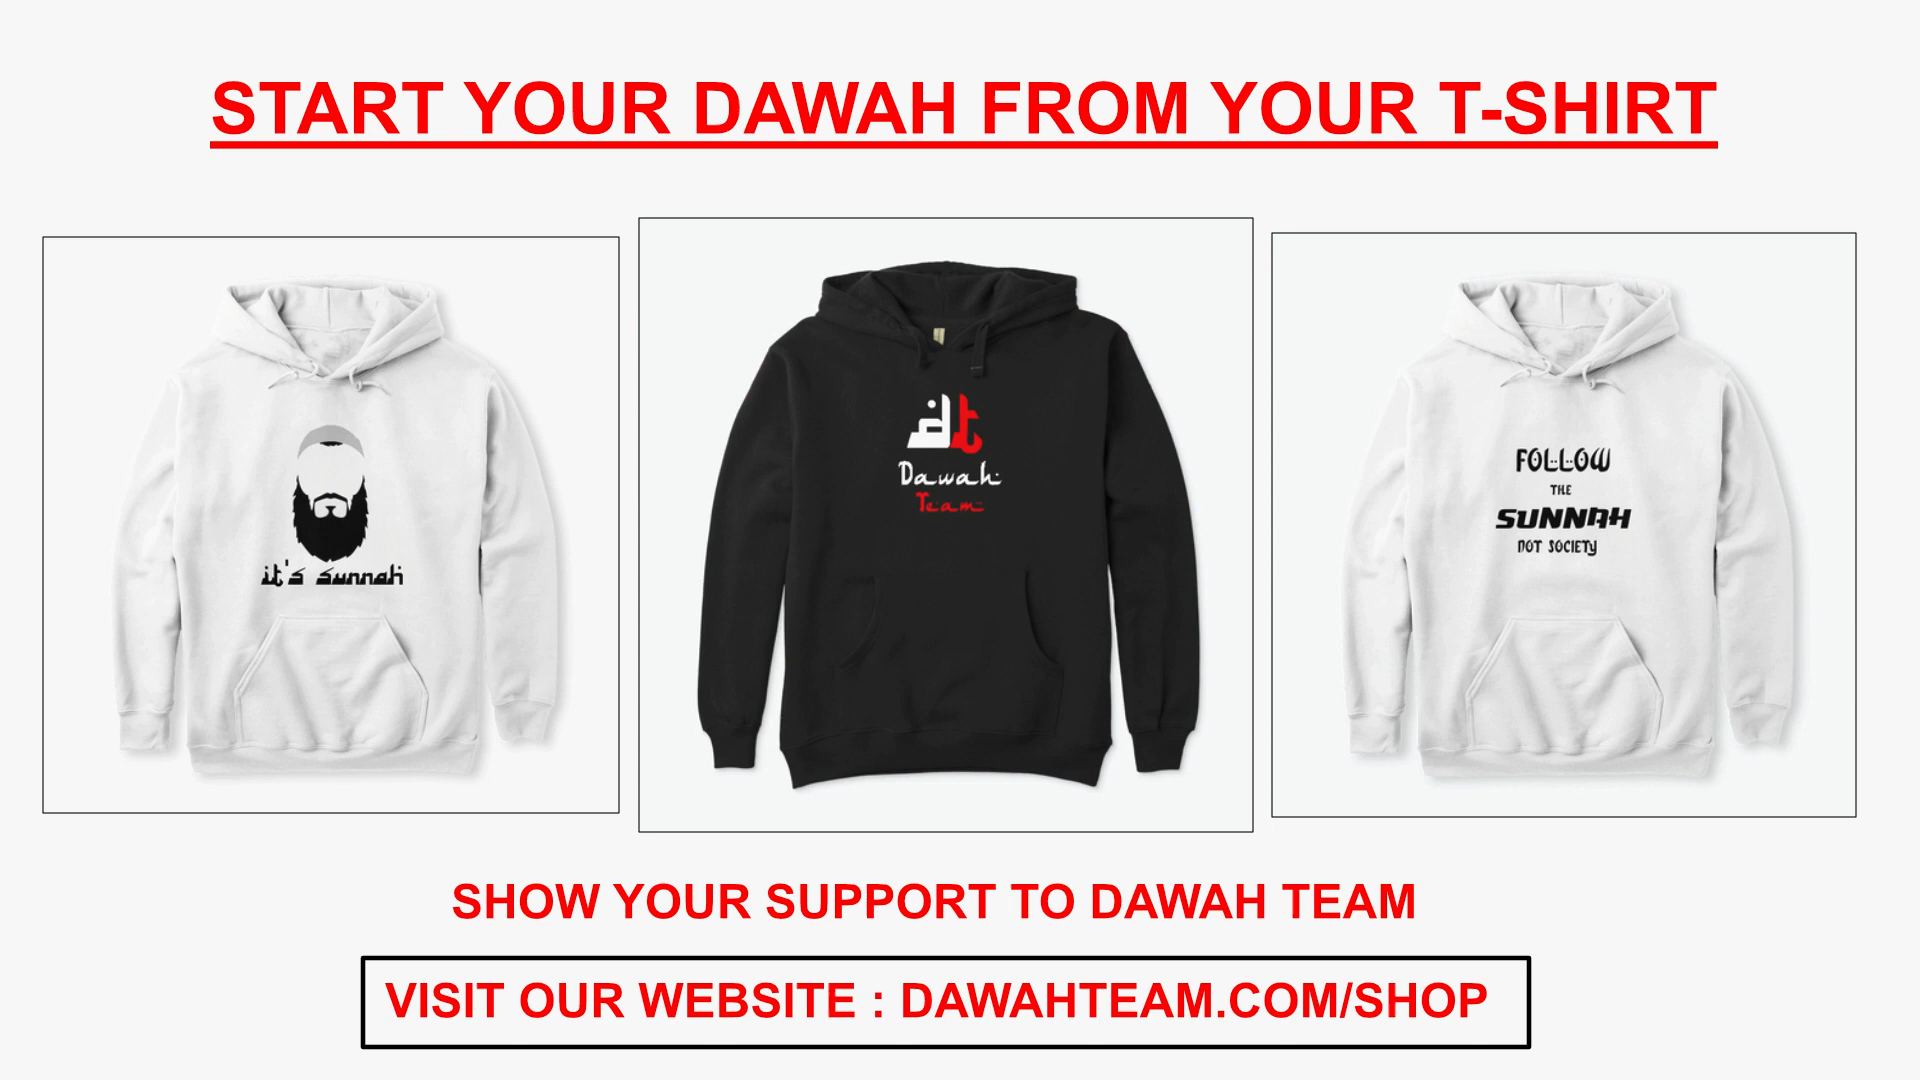 START YOUR DAWAH FROM YOUR T-SHIRT
it's sunnah
dt
Dawah
Team
FOLLOW
THE
SUNNAH
NOT SOCIETY
SHOW YOUR SUPPORT TO DAWAH TEAM
VISIT OUR WEBSITE : DAWAHTEAM.COM/SHOP